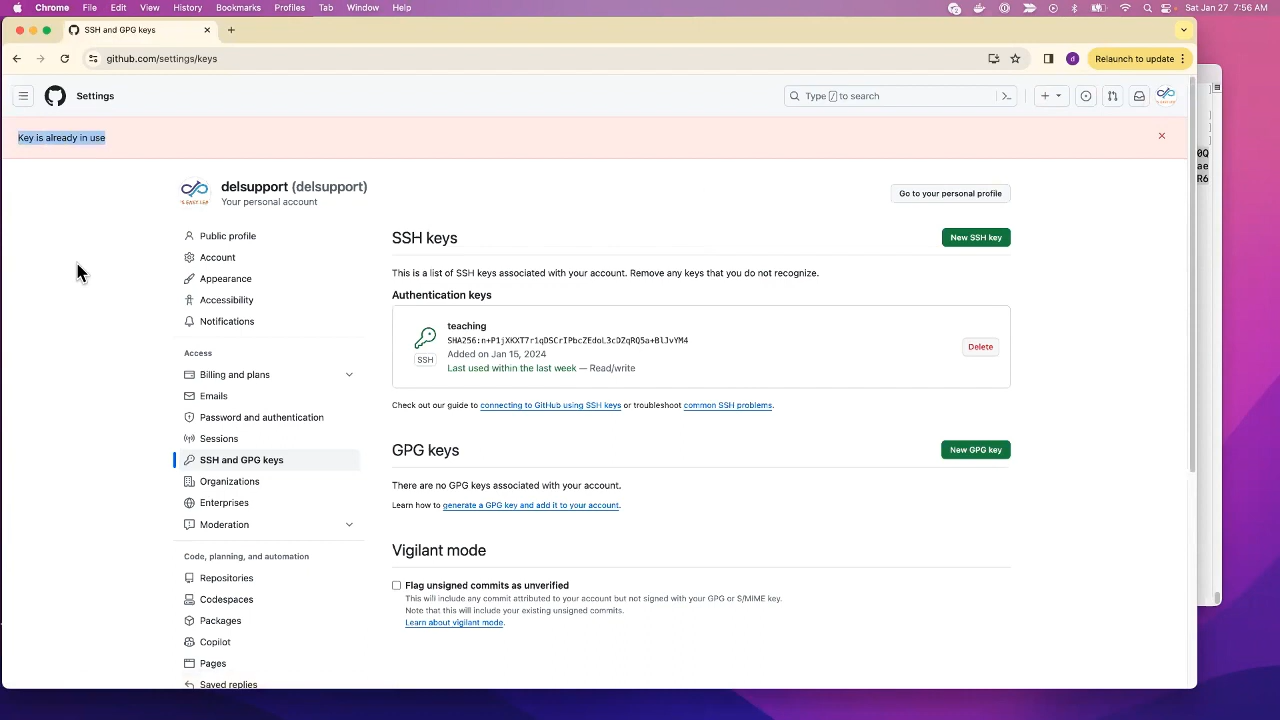 Chrome File Edit View History Bookmarks Profiles Tab Window Help Sat Jan 27 7:56 AM
SSH and GPG keys
github.com/settings/keys Relaunch to update
Settings Type / to search
Key is already in use
delsupport (delsupport)
Your personal account
Go to your personal profile
Public profile
Account
Appearance
Accessibility
Notifications
Access
Billing and plans
Emails
Password and authentication
Sessions
SSH and GPG keys
Organizations
Enterprises
Moderation
Code, planning, and automation
Repositories
Codespaces
Packages
Copilot
Pages
Saved replies
SSH keys
New SSH key
This is a list of SSH keys associated with your account. Remove any keys that you do not recognize.
Authentication keys
teaching
SHA256:n+P1jXKXT7r1qDSCrIPbcZEdoL3cDZqRQ5a+BlJvYM4
Added on Jan 15, 2024
Last used within the last week — Read/write
SSH
Delete
Check out our guide to connecting to GitHub using SSH keys or troubleshoot common SSH problems.
GPG keys
New GPG key
There are no GPG keys associated with your account.
Learn how to generate a GPG key and add it to your account.
Vigilant mode
Flag unsigned commits as unverified
This will include any commit attributed to your account but not signed with your GPG or S/MIME key.
Note that this will include your existing unsigned commits.
Learn about vigilant mode.